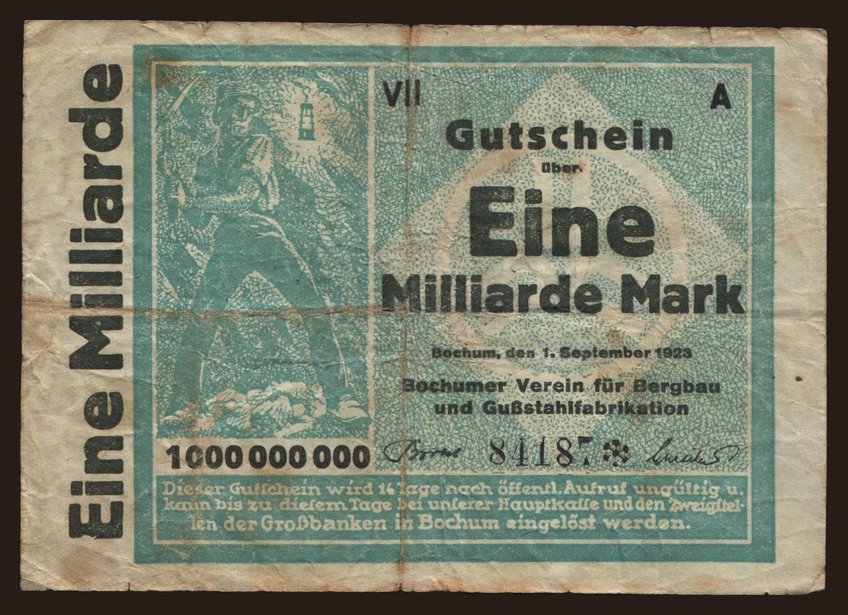 Eine Milliarde
VII
A
Gutschein
über
Eine
Milliarde Mark
Bochum, den 1. September 1923
Bochumer Verein für Bergbau
und Gußstahlfabrikation
1000 000 000
84187
Dieser Gutschein wird 14 Tage nach öffentl. Aufruf ungültig u.
kann bis zu diesem Tage bei unserer Hauptkasse und den Zweigstel-
len der Großbanken in Bochum eingelöst werden.